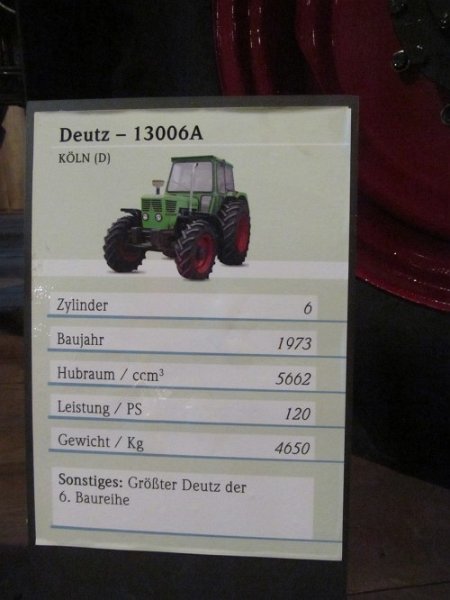 Deutz – 13006A
KÖLN (D)
Zylinder 6
Baujahr 1973
Hubraum / ccm³ 5662
Leistung / PS 120
Gewicht / Kg 4650
Sonstiges: Größter Deutz der
6. Baureihe